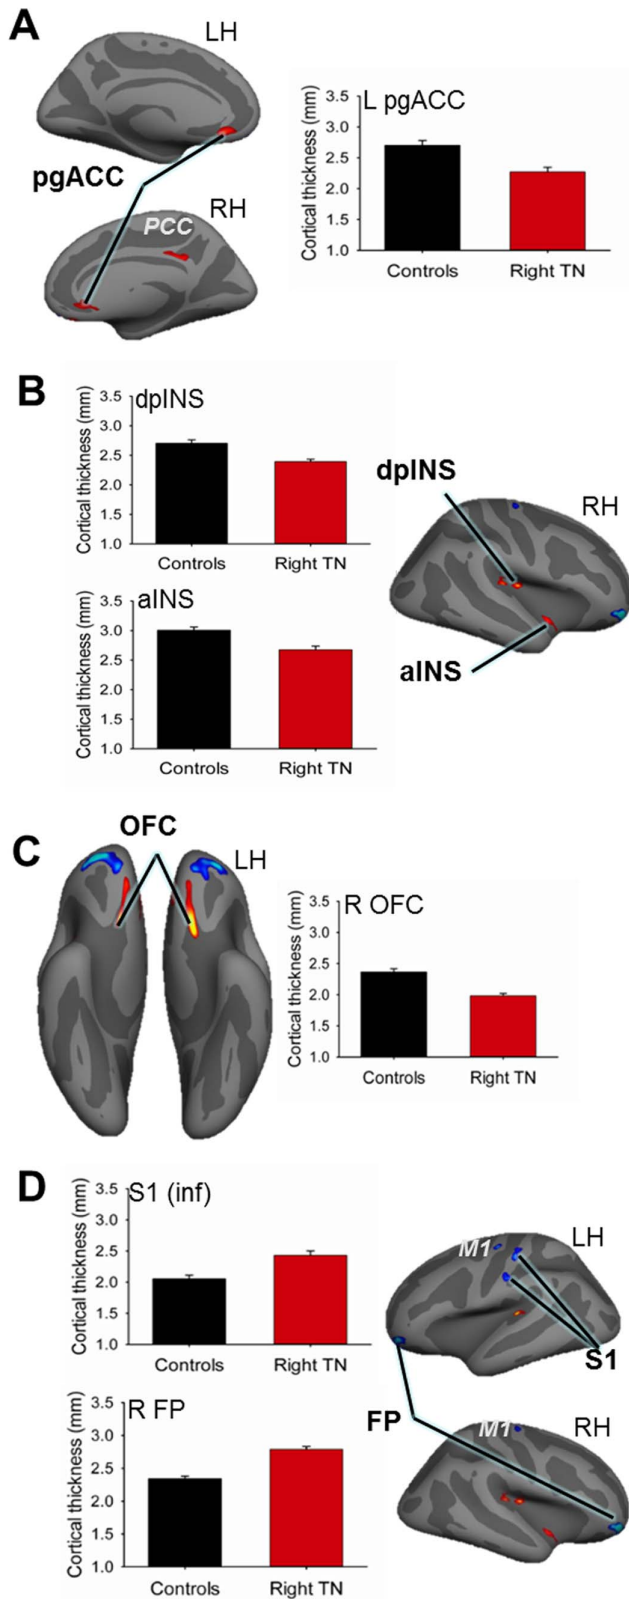 A
LH
pgACC
RH
PCC
L pgACC
Cortical thickness (mm)
3.5
3.0
2.5
2.0
1.5
1.0
Controls
Right TN
B
dpINS
Cortical thickness (mm)
3.5
3.0
2.5
2.0
1.5
1.0
Controls
Right TN
aINS
Cortical thickness (mm)
3.5
3.0
2.5
2.0
1.5
1.0
Controls
Right TN
dpINS
RH
aINS
C
OFC
LH
R OFC
Cortical thickness (mm)
3.5
3.0
2.5
2.0
1.5
1.0
Controls
Right TN
D
S1 (inf)
Cortical thickness (mm)
3.5
3.0
2.5
2.0
1.5
1.0
Controls
Right TN
R FP
Cortical thickness (mm)
3.5
3.0
2.5
2.0
1.5
1.0
Controls
Right TN
M1
LH
S1
FP
M1
RH